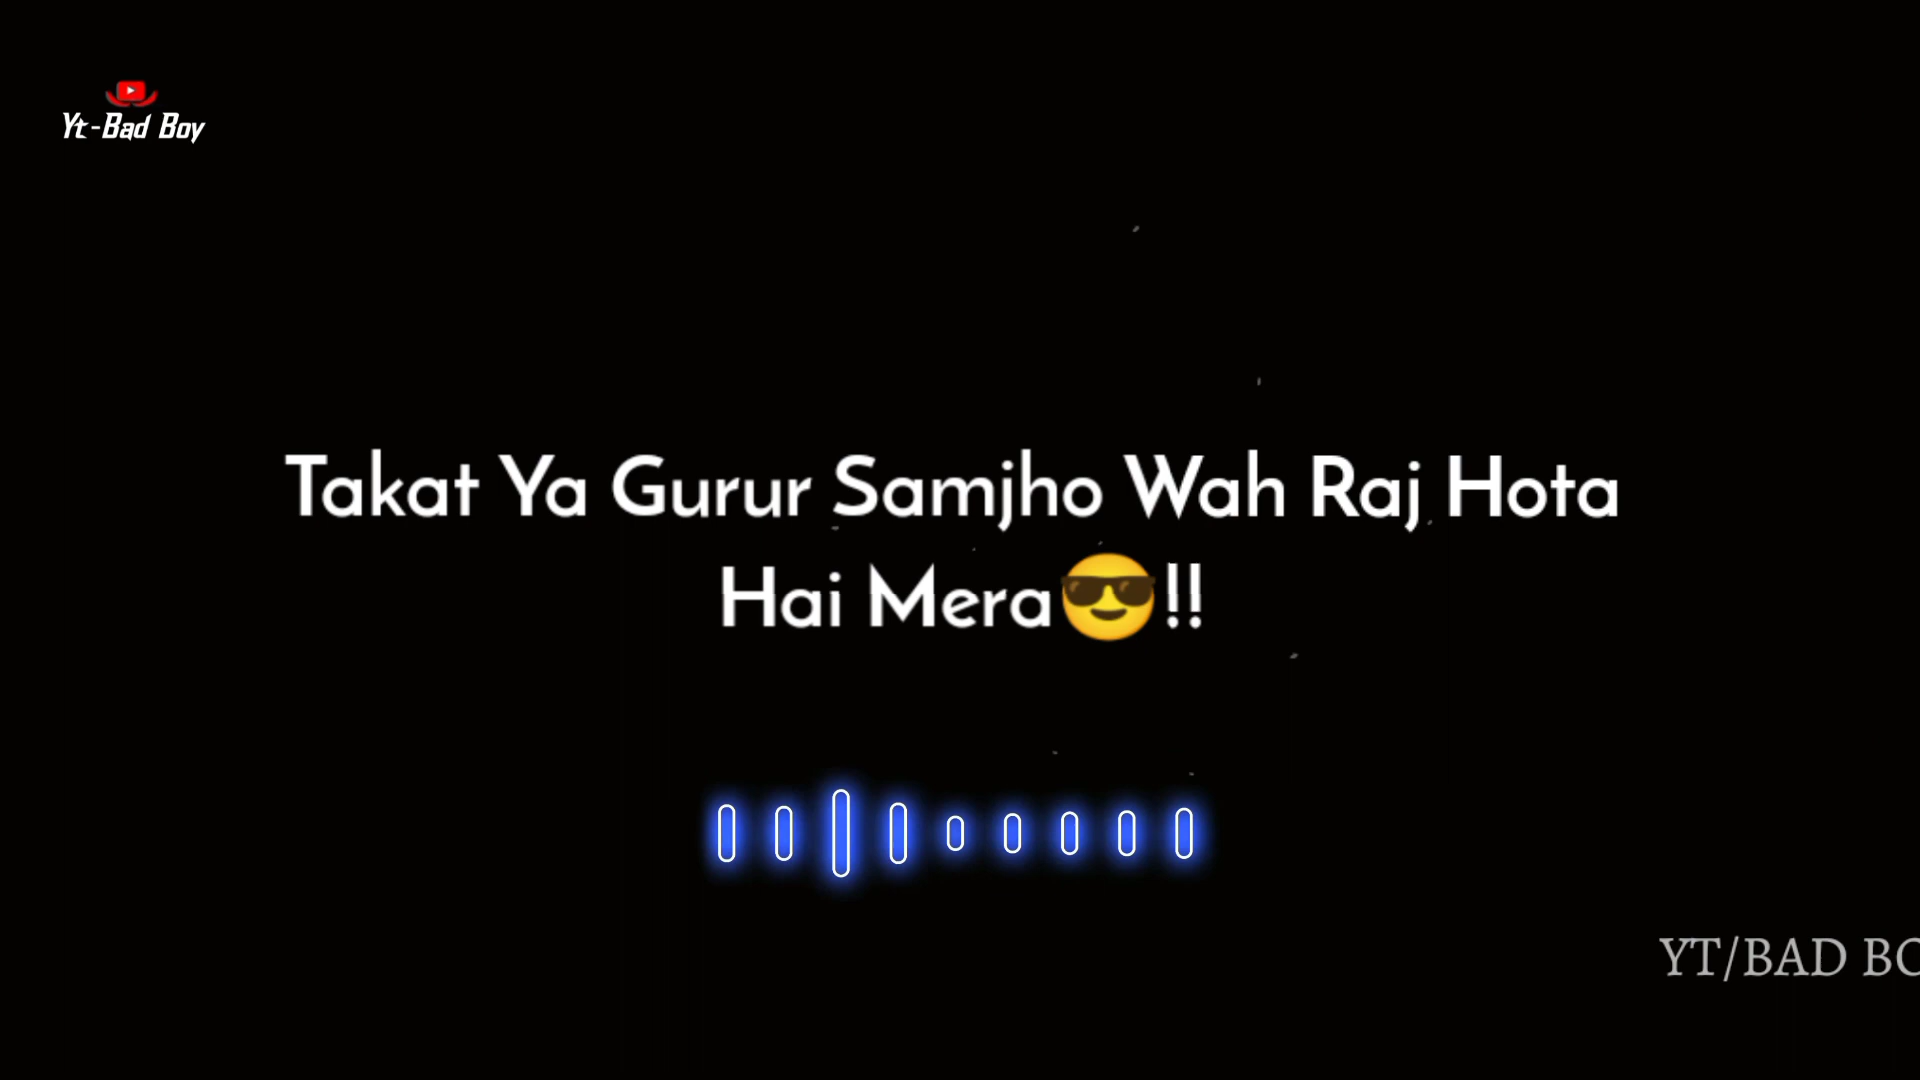 Yt-Bad Boy
Takat Ya Gurur Samjho Wah Raj Hota
Hai Mera😎!!
YT/BAD BO